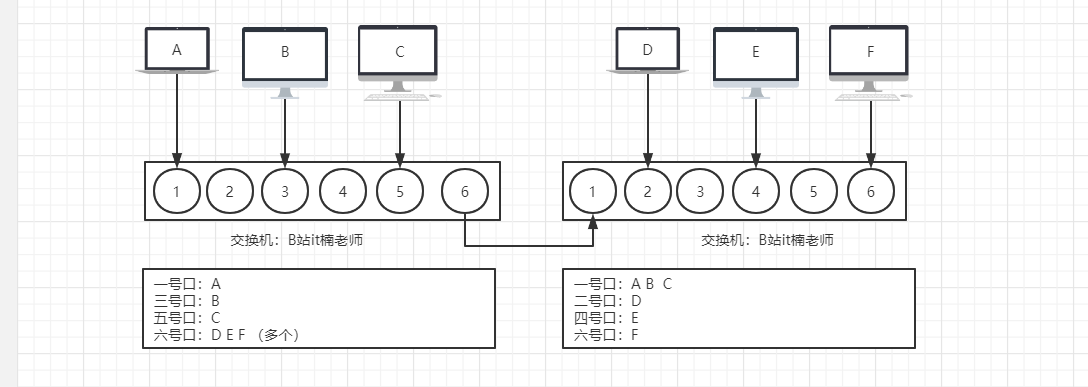 A B C D E F
1 2 3 4 5 6 1 2 3 4 5 6
交换机：B站it楠老师
交换机：B站it楠老师
一号口：A
三号口：B
五号口：C
六号口：D E F （多个）
一号口：A B C
二号口：D
四号口：E
六号口：F